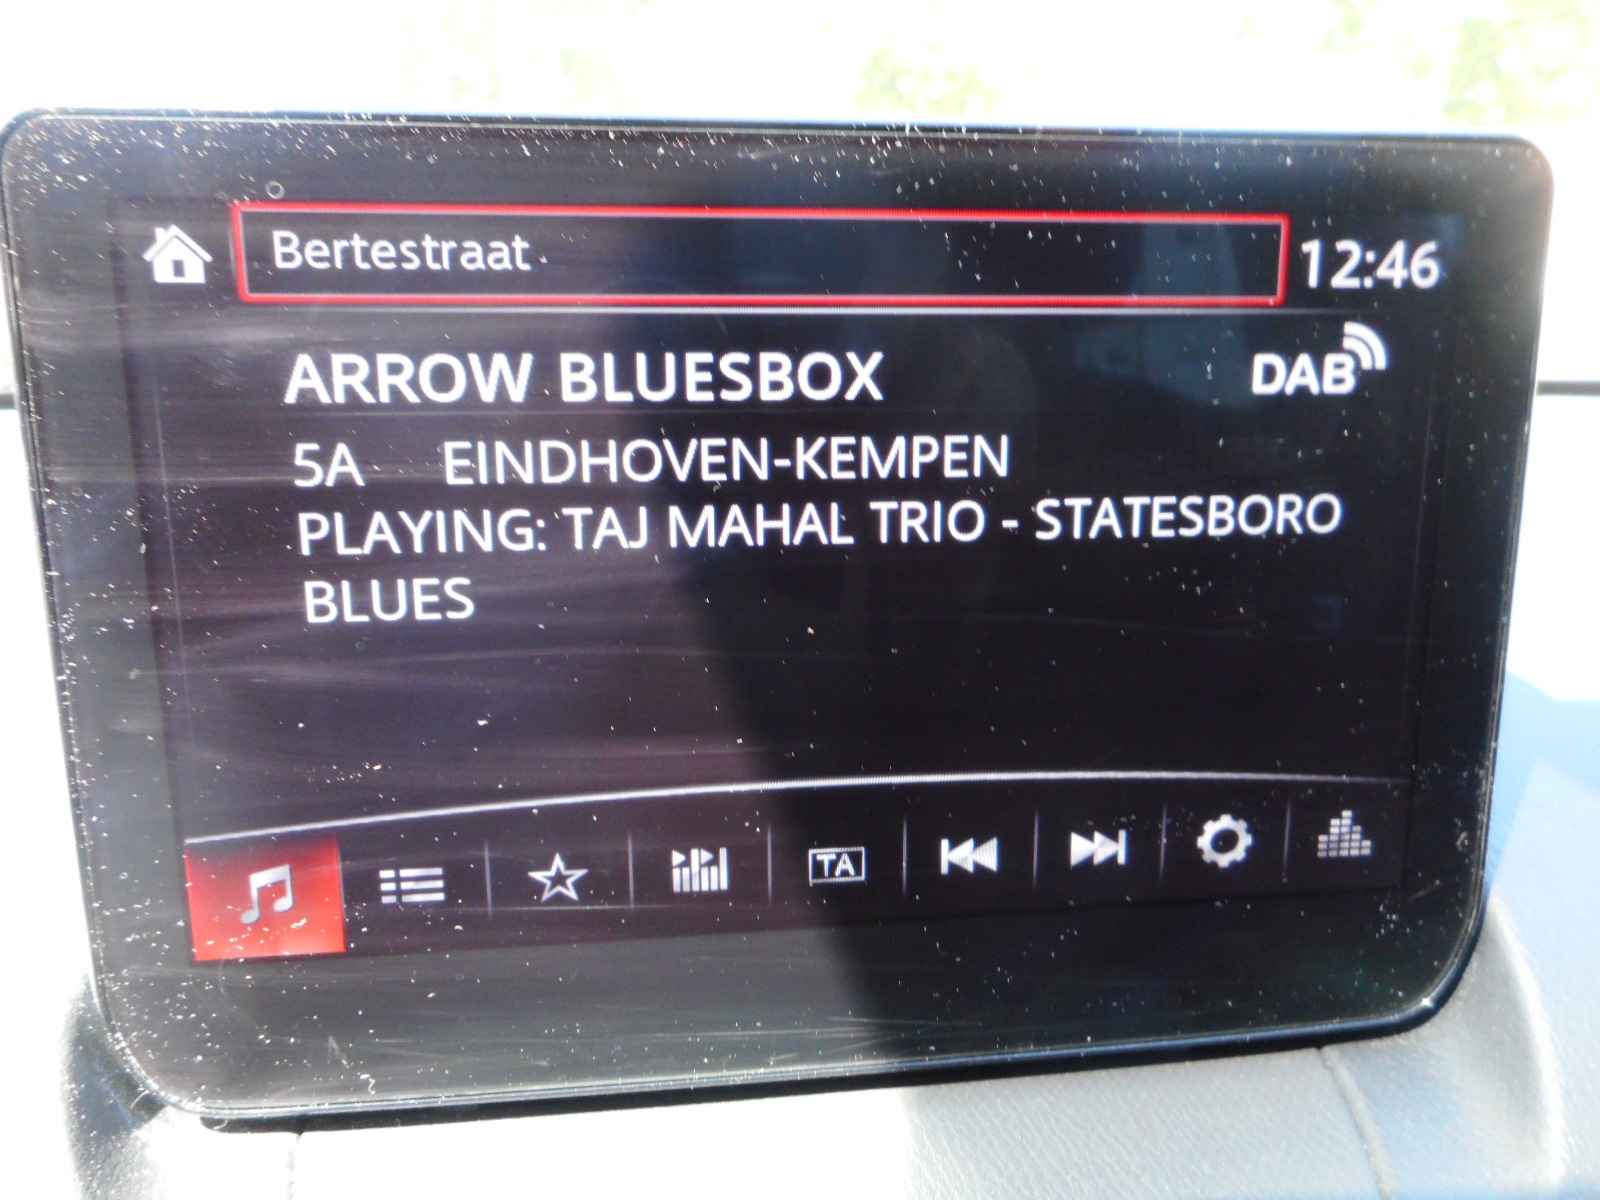 Bertestraat
12:46
ARROW BLUESBOX
DAB
5A EINDHOVEN-KEMPEN
PLAYING: TAJ MAHAL TRIO - STATESBORO
BLUES
TA